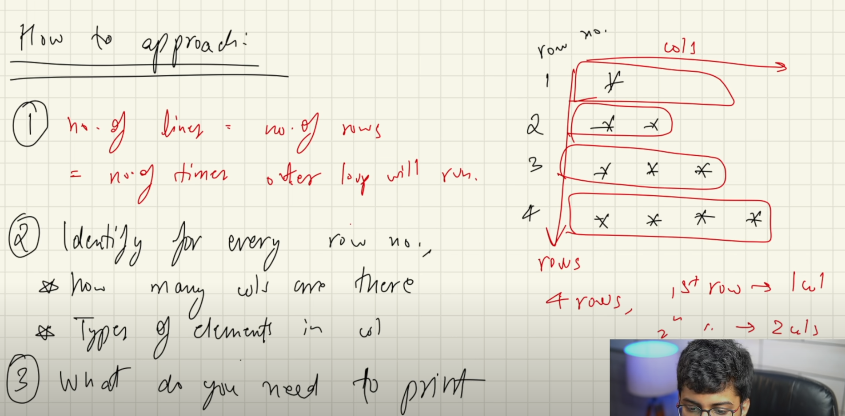 How to approach:
① no. of lines = no. of rows
= no. of times outer loop will run.
② Identify for every row no.,
* how many cols are there
* Types of elements in col
③ What do you need to print
row no.
cols
1 *
2 * *
3 * * *
4 * * * *
rows
4 rows, 1st row → 1 col
2nd → 2 cols